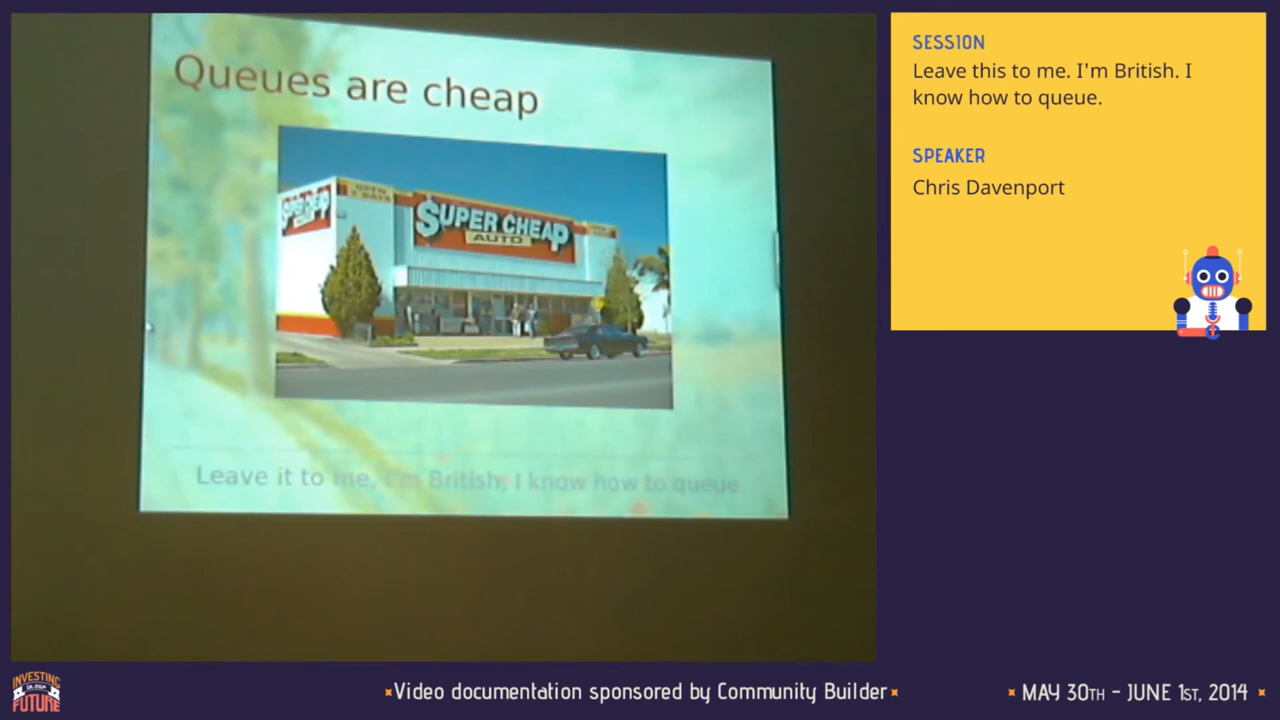 Queues are cheap
OPEN
7 DAYS
SUPER CHEAP
AUTO
SUPER CHEAP
Leave it to me, I'm British, I know how to queue.
SESSION
Leave this to me. I'm British. I
know how to queue.
SPEAKER
Chris Davenport
INVESTING
in our
FUTURE
Video documentation sponsored by Community Builder
MAY 30TH - JUNE 1ST, 2014